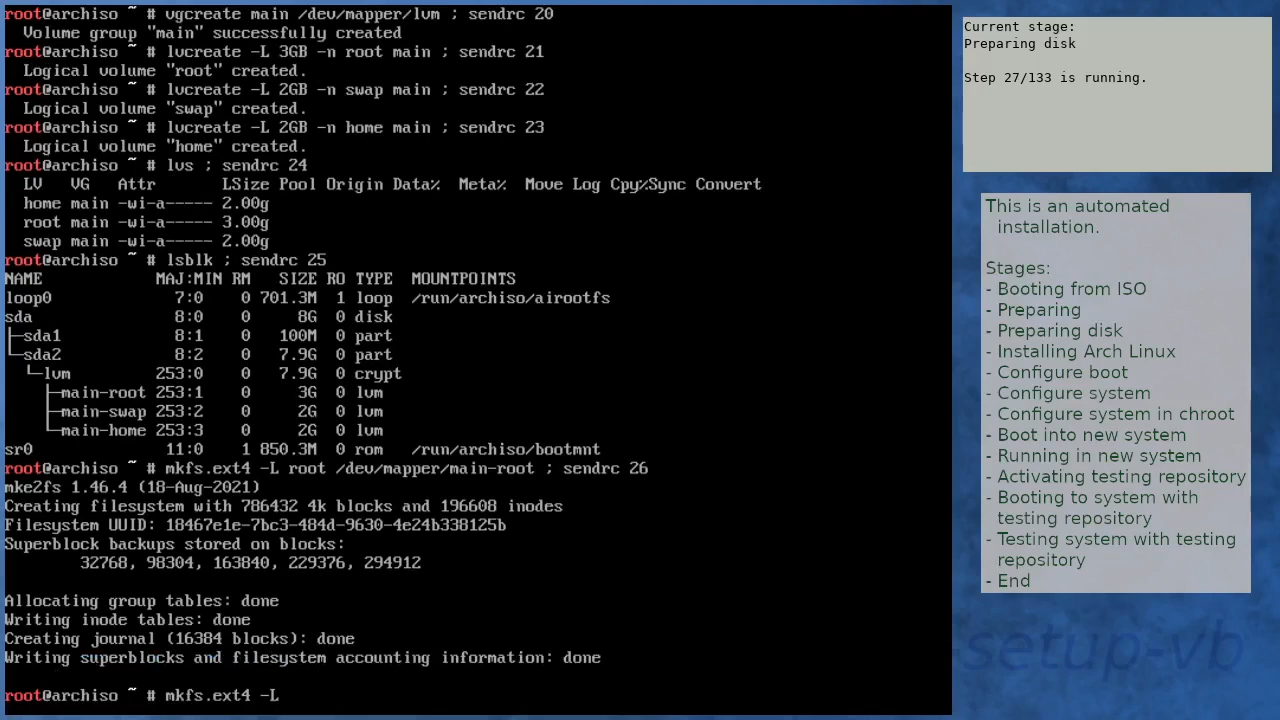 root@archiso ~ # vgcreate main /dev/mapper/lvm ; sendrc 20
  Volume group "main" successfully created
root@archiso ~ # lvcreate -L 3GB -n root main ; sendrc 21
  Logical volume "root" created.
root@archiso ~ # lvcreate -L 2GB -n swap main ; sendrc 22
  Logical volume "swap" created.
root@archiso ~ # lvcreate -L 2GB -n home main ; sendrc 23
  Logical volume "home" created.
root@archiso ~ # lvs ; sendrc 24
  LV   VG   Attr       LSize Pool Origin Data%  Meta%  Move Log Cpy%Sync Convert
  home main -wi-a----- 2.00g
  root main -wi-a----- 3.00g
  swap main -wi-a----- 2.00g
root@archiso ~ # lsblk ; sendrc 25
NAME            MAJ:MIN RM   SIZE RO TYPE  MOUNTPOINTS
loop0             7:0    0 701.3M  1 loop  /run/archiso/airootfs
sda               8:0    0     8G  0 disk
├─sda1            8:1    0   100M  0 part
└─sda2            8:2    0   7.9G  0 part
  └─lvm         253:0    0   7.9G  0 crypt
    ├─main-root 253:1    0     3G  0 lvm
    ├─main-swap 253:2    0     2G  0 lvm
    └─main-home 253:3    0     2G  0 lvm
sr0              11:0    1 850.3M  0 rom   /run/archiso/bootmnt
root@archiso ~ # mkfs.ext4 -L root /dev/mapper/main-root ; sendrc 26
mke2fs 1.46.4 (18-Aug-2021)
Creating filesystem with 786432 4k blocks and 196608 inodes
Filesystem UUID: 18467e1e-7bc3-484d-9630-4e24b338125b
Superblock backups stored on blocks:
        32768, 98304, 163840, 229376, 294912
Allocating group tables: done
Writing inode tables: done
Creating journal (16384 blocks): done
Writing superblocks and filesystem accounting information: done
root@archiso ~ # mkfs.ext4 -L
Current stage:
Preparing disk
Step 27/133 is running.
This is an automated
installation.
Stages:
- Booting from ISO
- Preparing
- Preparing disk
- Installing Arch Linux
- Configure boot
- Configure system
- Configure system in chroot
- Boot into new system
- Running in new system
- Activating testing repository
- Booting to system with
testing repository
- Testing system with testing
repository
- End
-setup-vb